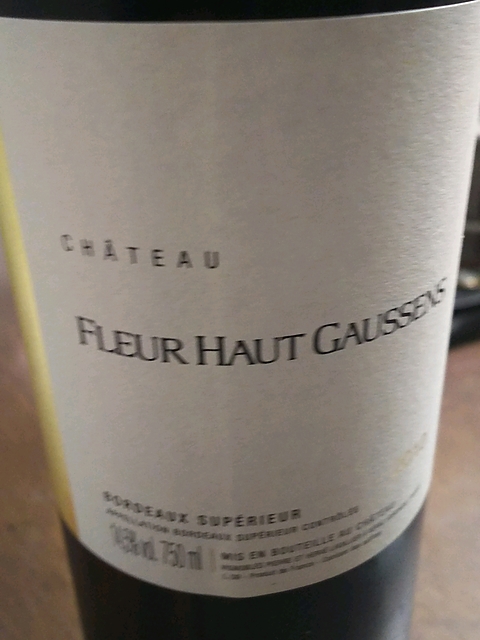 CHÂTEAU
FLEUR HAUT GAUSSENS
BORDEAUX SUPÉRIEUR
APPELLATION BORDEAUX SUPÉRIEUR CONTRÔLÉE
750 ml
MIS EN BOUTEILLE AU CHÂTEAU